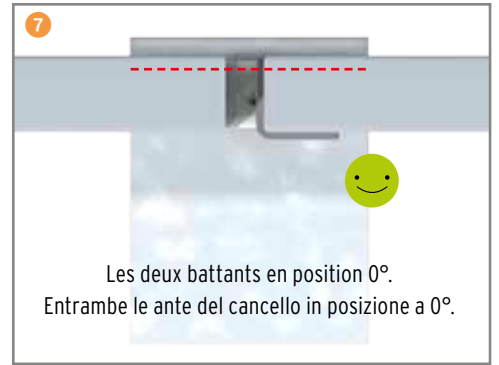 7
Les deux battants en position 0°.
Entrambe le ante del cancello in posizione a 0°.